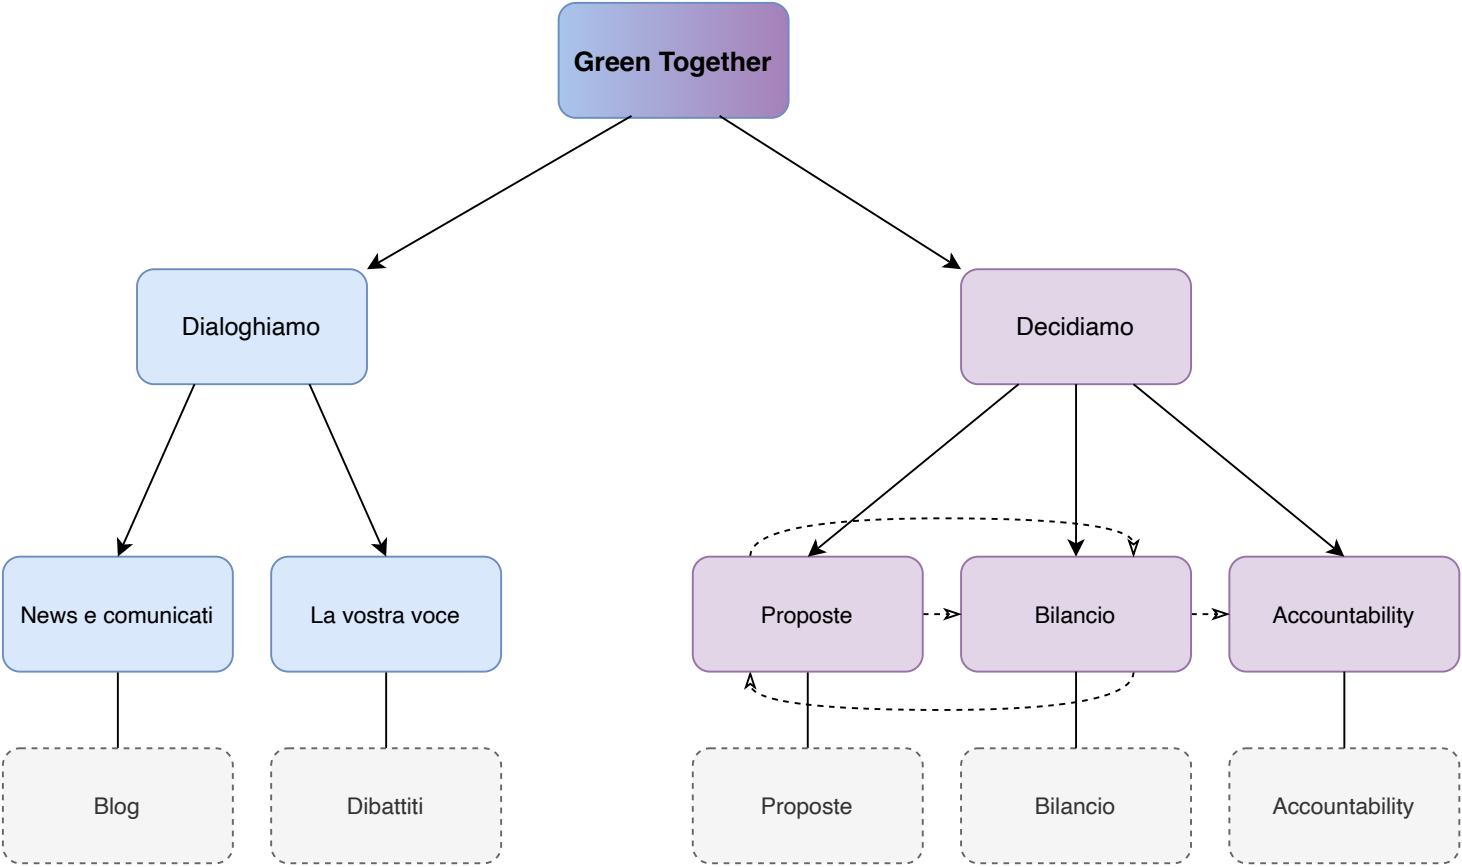 Green Together
Dialoghiamo
Decidiamo
News e comunicati
La vostra voce
Proposte
Bilancio
Accountability
Blog
Dibattiti
Proposte
Bilancio
Accountability